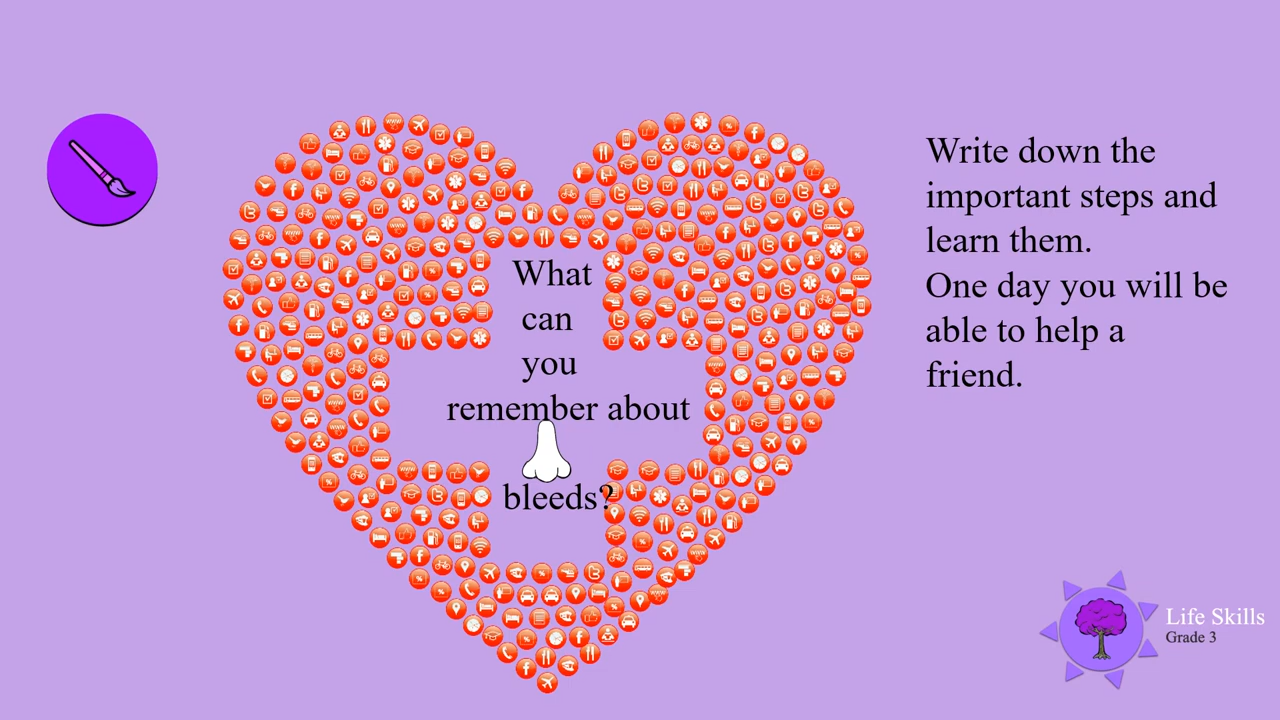 What
can
you
remember about
bleeds?
Write down the
important steps and
learn them.
One day you will be
able to help a
friend.
Life Skills
Grade 3